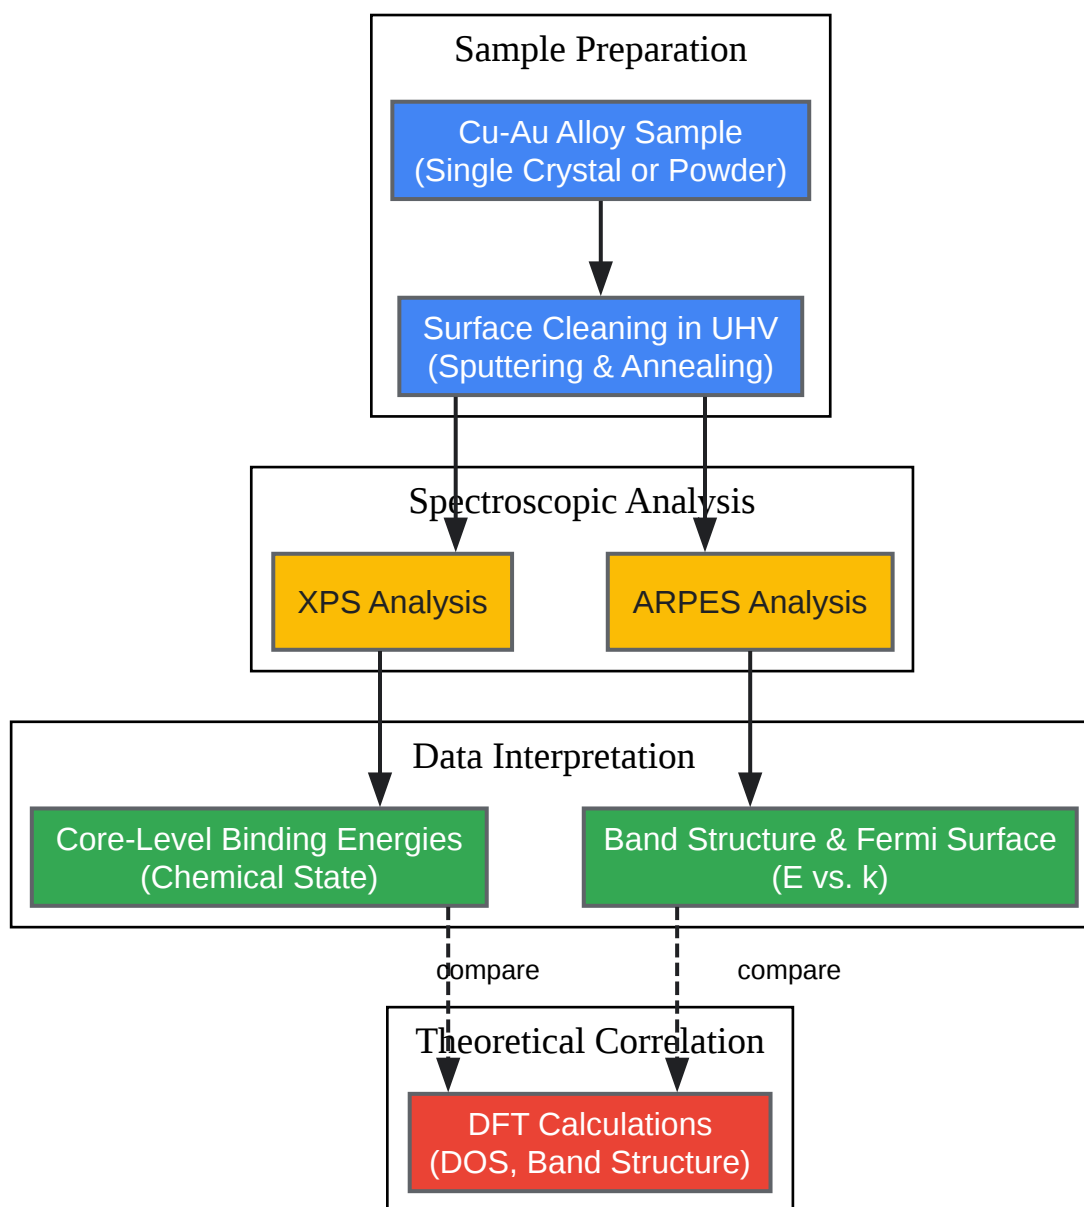 Sample Preparation
Cu-Au Alloy Sample
(Single Crystal or Powder)
Surface Cleaning in UHV
(Sputtering & Annealing)
Spectroscopic Analysis
XPS Analysis
ARPES Analysis
Data Interpretation
Core-Level Binding Energies
(Chemical State)
Band Structure & Fermi Surface
(E vs. k)
compare
compare
Theoretical Correlation
DFT Calculations
(DOS, Band Structure)